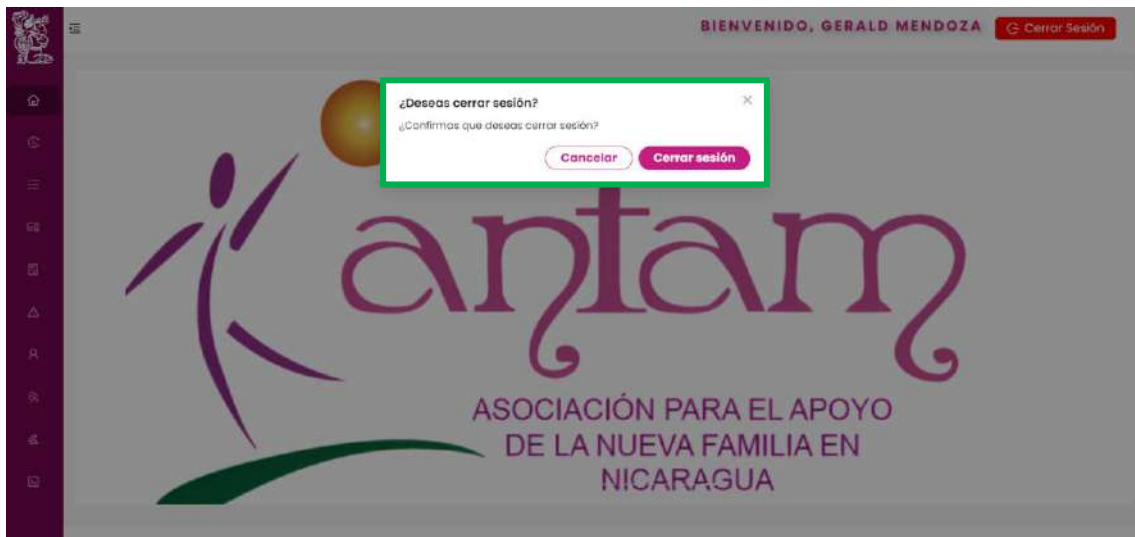 BIENVENIDO, GERALD MENDOZA
Cerrar Sesión
¿Deseas cerrar sesión?
¿Confirmas que deseas cerrar sesión?
Cancelar
Cerrar sesión
antam
ASOCIACIÓN PARA EL APOYO
DE LA NUEVA FAMILIA EN
NICARAGUA